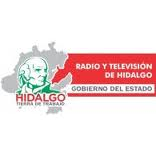 RADIO Y TELEVISIÓN
DE HIDALGO
GOBIERNO DEL ESTADO
HIDALGO
TIERRA DE TRABAJO